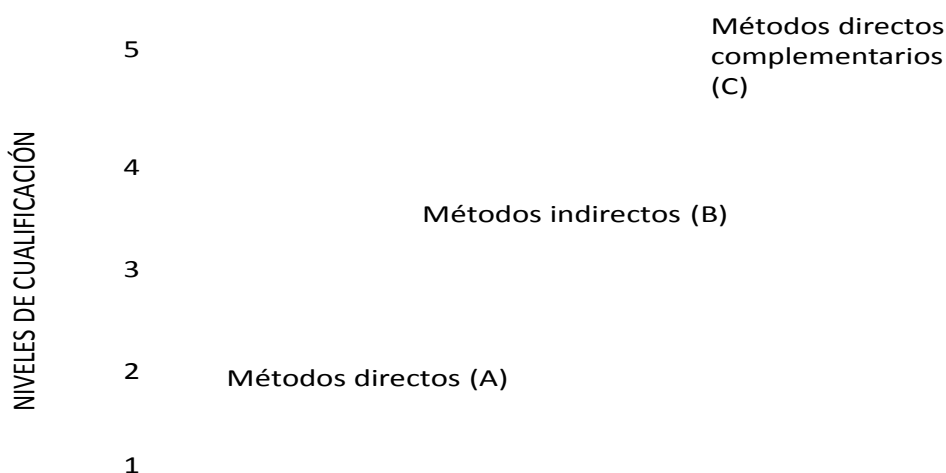 NIVELES DE CUALIFICACIÓN
5
Métodos directos
complementarios
(C)
4
Métodos indirectos (B)
3
2
Métodos directos (A)
1